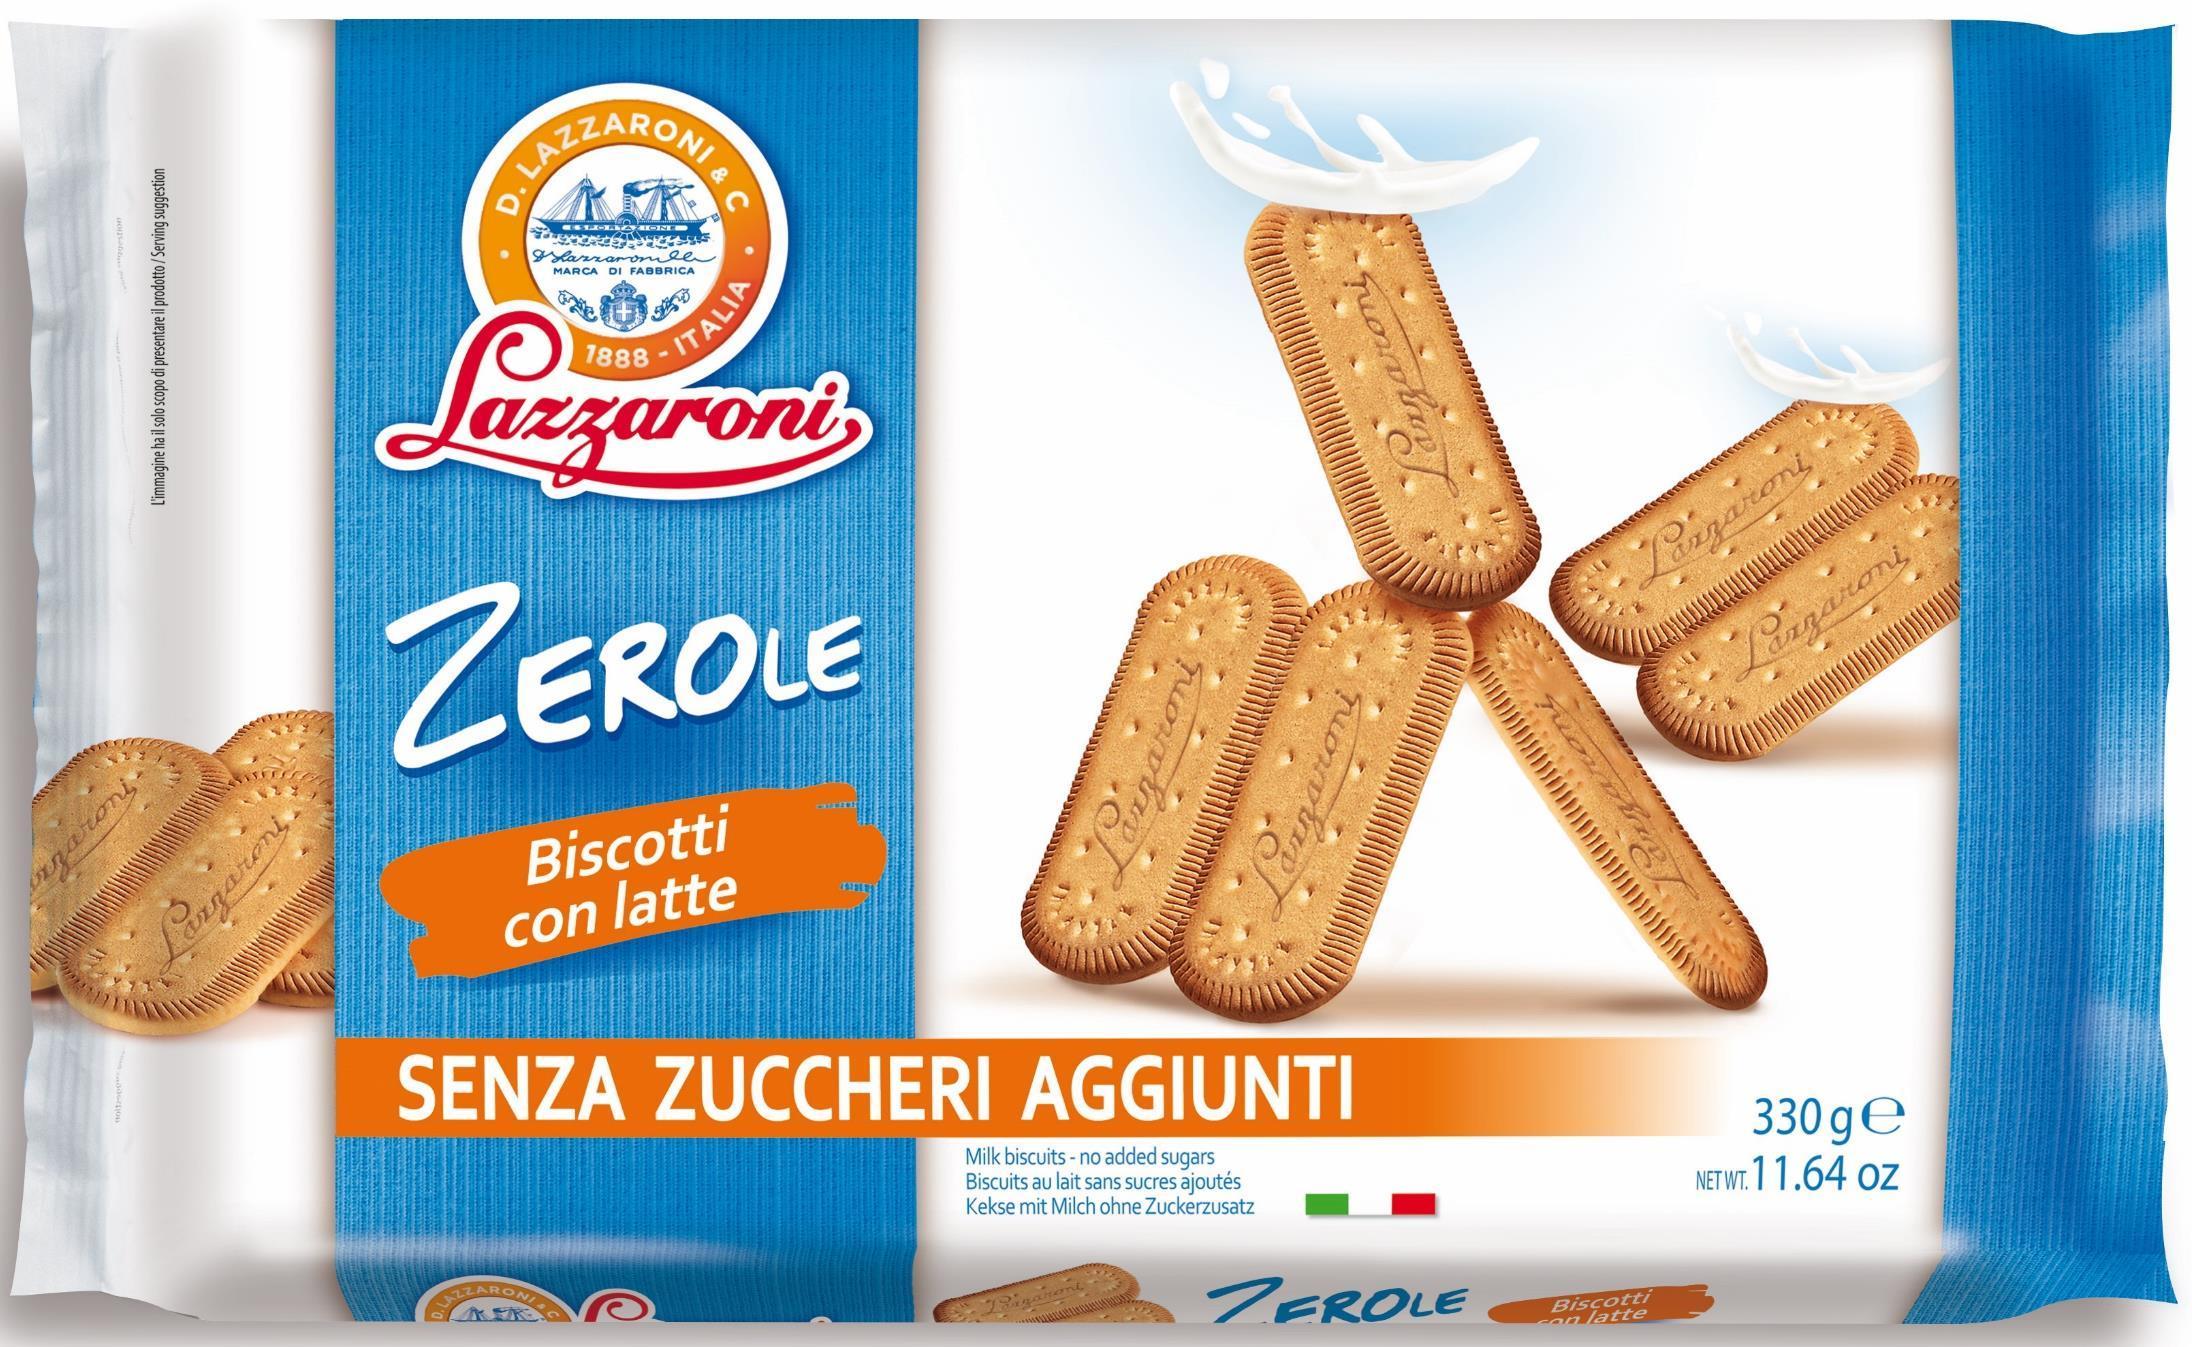 L'immagine ha il solo scopo di presentare il prodotto / Serving suggestion
D. LAZZARONI & C
ESPORTAZIONE
D Lazzaroni & C
MARCA DI FABBRICA
1888 - ITALIA
Lazzaroni
ZEROLE
Biscotti
con latte
SENZA ZUCCHERI AGGIUNTI
Milk biscuits - no added sugars
Biscuits au lait sans sucres ajoutés
Kekse mit Milch ohne Zuckerzusatz
330 g ℮
NET WT. 11.64 oz
Lazzaroni
Lazzaroni
Lazzaroni
Lazzaroni
Lazzaroni
Lazzaroni
Lazzaroni
D. LAZZARONI & C
Lazzaroni
ZEROLE
Biscotti
con latte